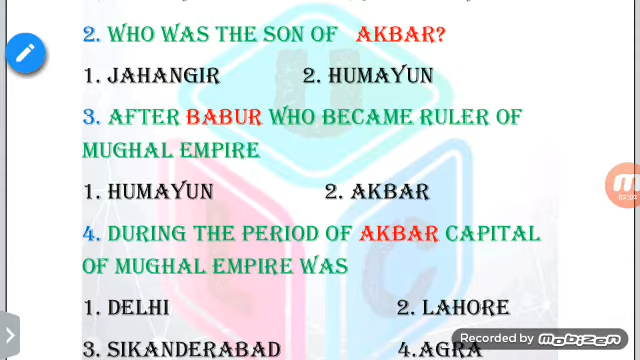 2. WHO WAS THE SON OF AKBAR?
1. JAHANGIR 2. HUMAYUN
3. AFTER BABUR WHO BECAME RULER OF
MUGHAL EMPIRE
1. HUMAYUN 2. AKBAR
4. DURING THE PERIOD OF AKBAR CAPITAL
OF MUGHAL EMPIRE WAS
1. DELHI 2. LAHORE
3. SIKANDERABAD 4.AGRA
Recorded by MOBIZEN